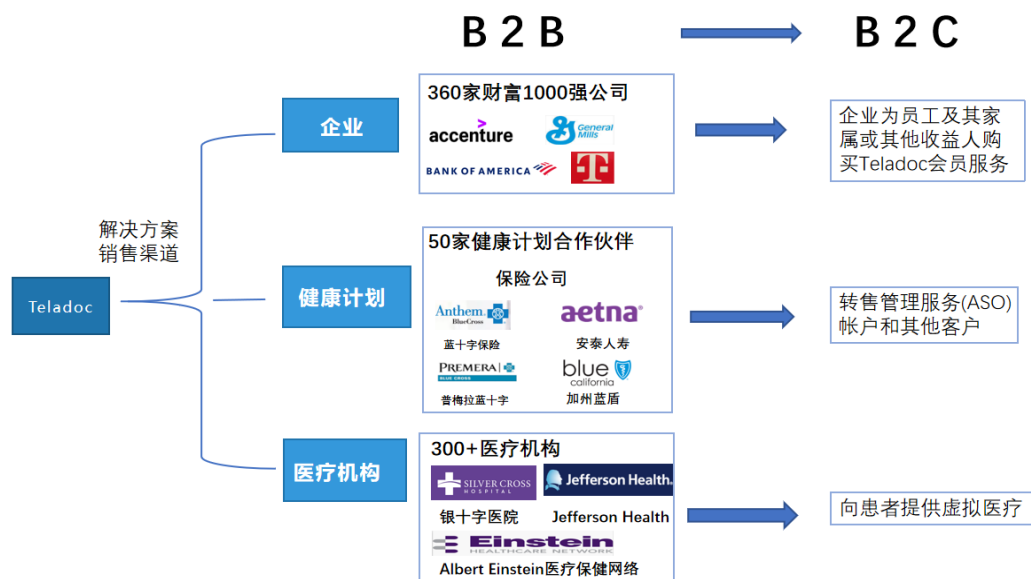 B 2 B
B 2 C
解决方案
销售渠道
Teladoc
企业
360家财富1000强公司
accenture
General
Mills
BANK OF AMERICA
T
企业为员工及其家
属或其他收益人购
买Teladoc会员服务
健康计划
50家健康计划合作伙伴
保险公司
Anthem
BlueCross
aetna
蓝十字保险
安泰人寿
PREMERA
BLUE CROSS
blue
california
普梅拉蓝十字
加州蓝盾
转售管理服务(ASO)
帐户和其他客户
医疗机构
300+医疗机构
SILVER CROSS
HOSPITAL
Jefferson Health.
银十字医院
Jefferson Health
Einstein
HEALTHCARE NETWORK
Albert Einstein医疗保健网络
向患者提供虚拟医疗